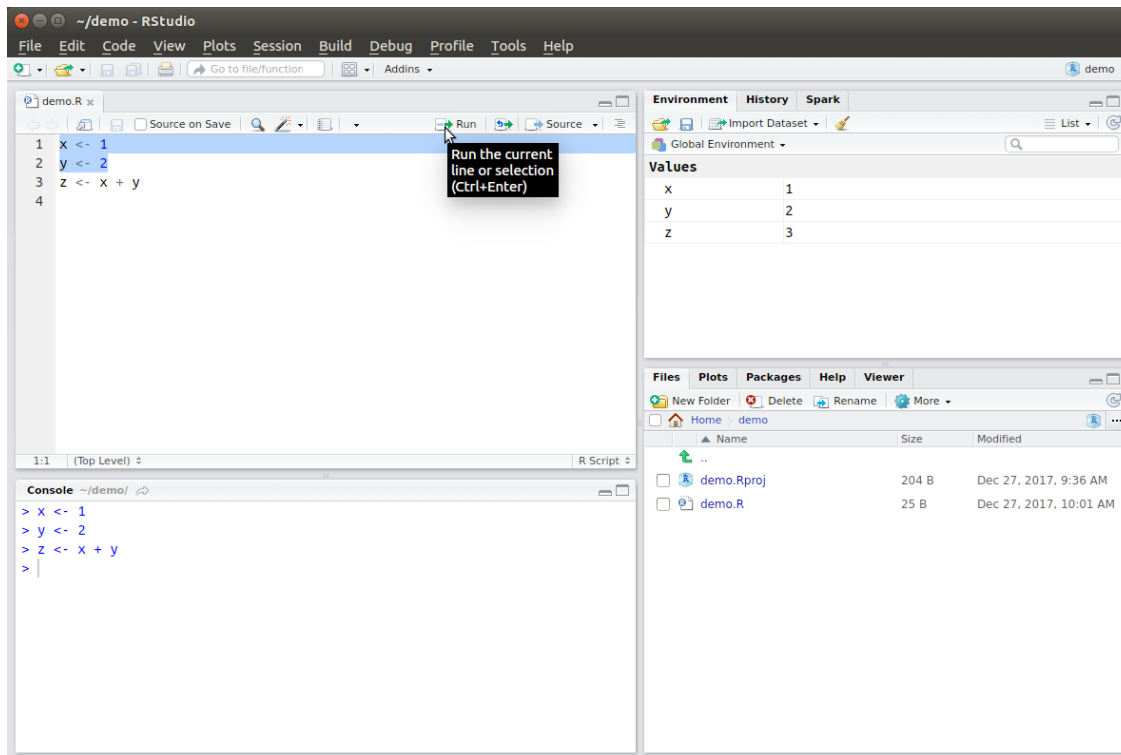 ~/demo - RStudio
File Edit Code View Plots Session Build Debug Profile Tools Help
Go to file/function Addins demo
demo.R
Source on Save Run Source
1 x <- 1
2 y <- 2
3 z <- x + y
4
Run the current
line or selection
(Ctrl+Enter)
1:1 (Top Level) R Script
Console ~/demo/
> x <- 1
> y <- 2
> z <- x + y
>
Environment History Spark
Import Dataset List
Global Environment
Values
x 1
y 2
z 3
Files Plots Packages Help Viewer
New Folder Delete Rename More
Home demo
Name Size Modified
..
demo.Rproj 204 B Dec 27, 2017, 9:36 AM
demo.R 25 B Dec 27, 2017, 10:01 AM